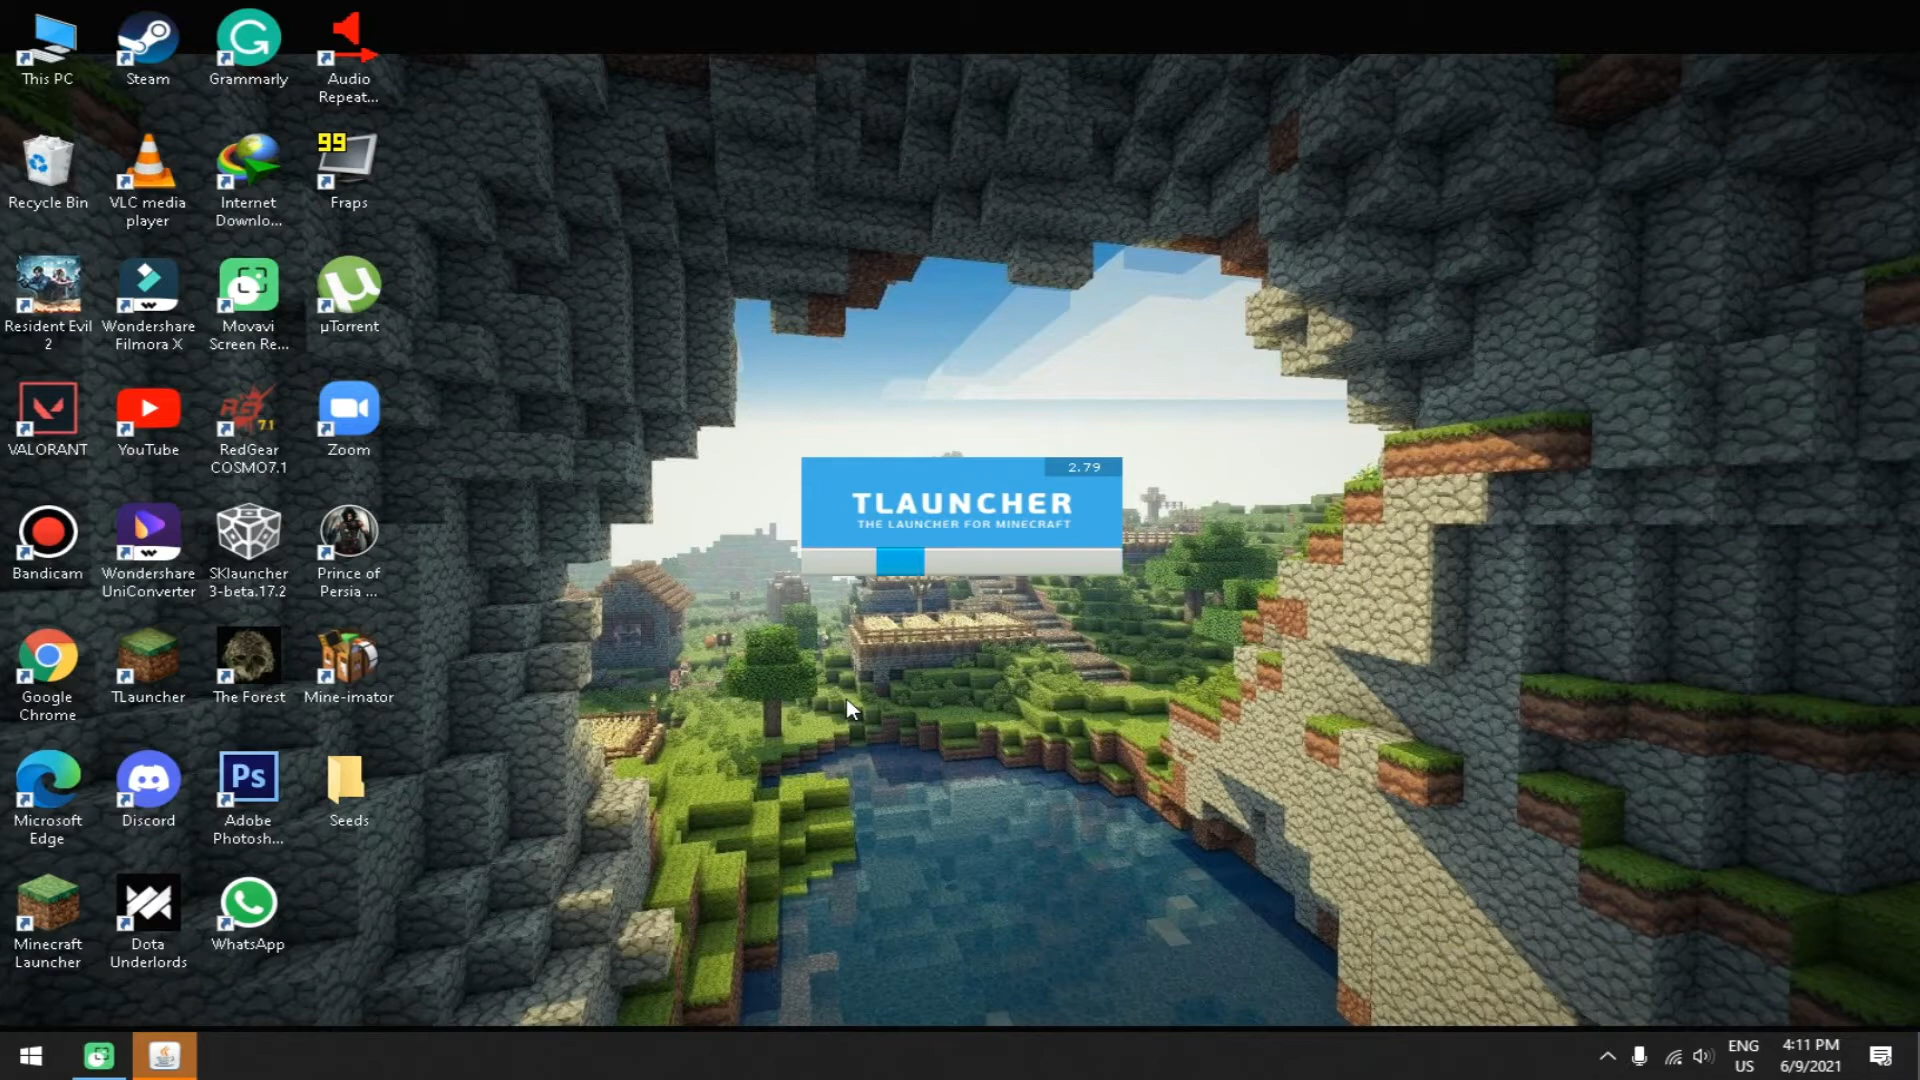 This PC
Steam
Grammarly
Audio
Repeat...
Recycle Bin
VLC media
player
Internet
Downlo...
99
Fraps
Resident Evil
2
Wondershare
Filmora X
Movavi
Screen Re...
µTorrent
VALORANT
YouTube
71
RedGear
COSMO7.1
Zoom
2.79
TLAUNCHER
THE LAUNCHER FOR MINECRAFT
Bandicam
Wondershare
UniConverter
SKlauncher
3-beta.17.2
Prince of
Persia ...
Google
Chrome
TLauncher
The Forest
Mine-imator
Microsoft
Edge
Discord
Ps
Adobe
Photosh...
Seeds
Minecraft
Launcher
Dota
Underlords
WhatsApp
ENG
US
4:11 PM
6/9/2021